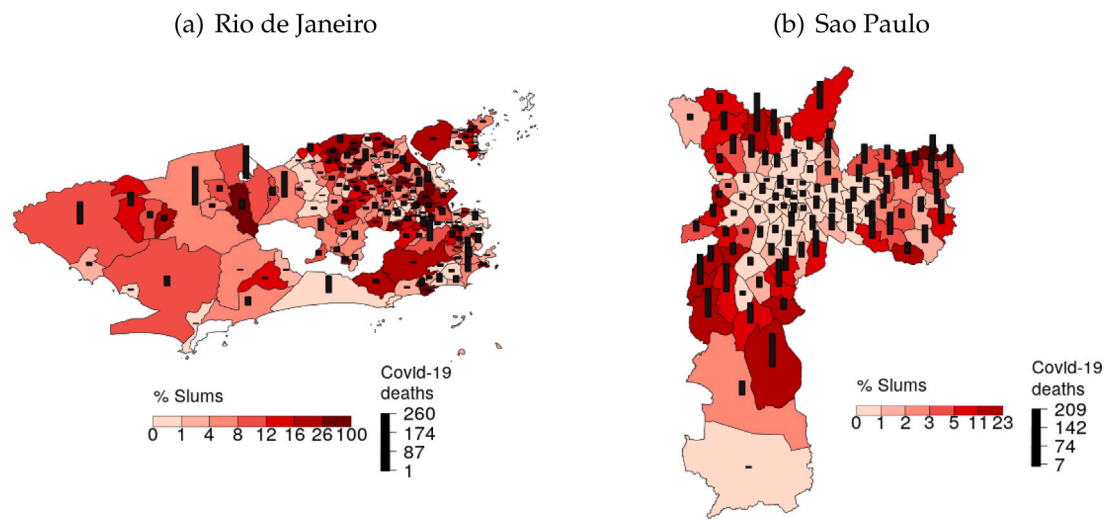 (a) Rio de Janeiro
(b) Sao Paulo
% Slums
0 1 4 8 12 16 26 100
Covid-19
deaths
260
174
87
1
% Slums
0 1 2 3 5 11 23
Covid-19
deaths
209
142
74
7